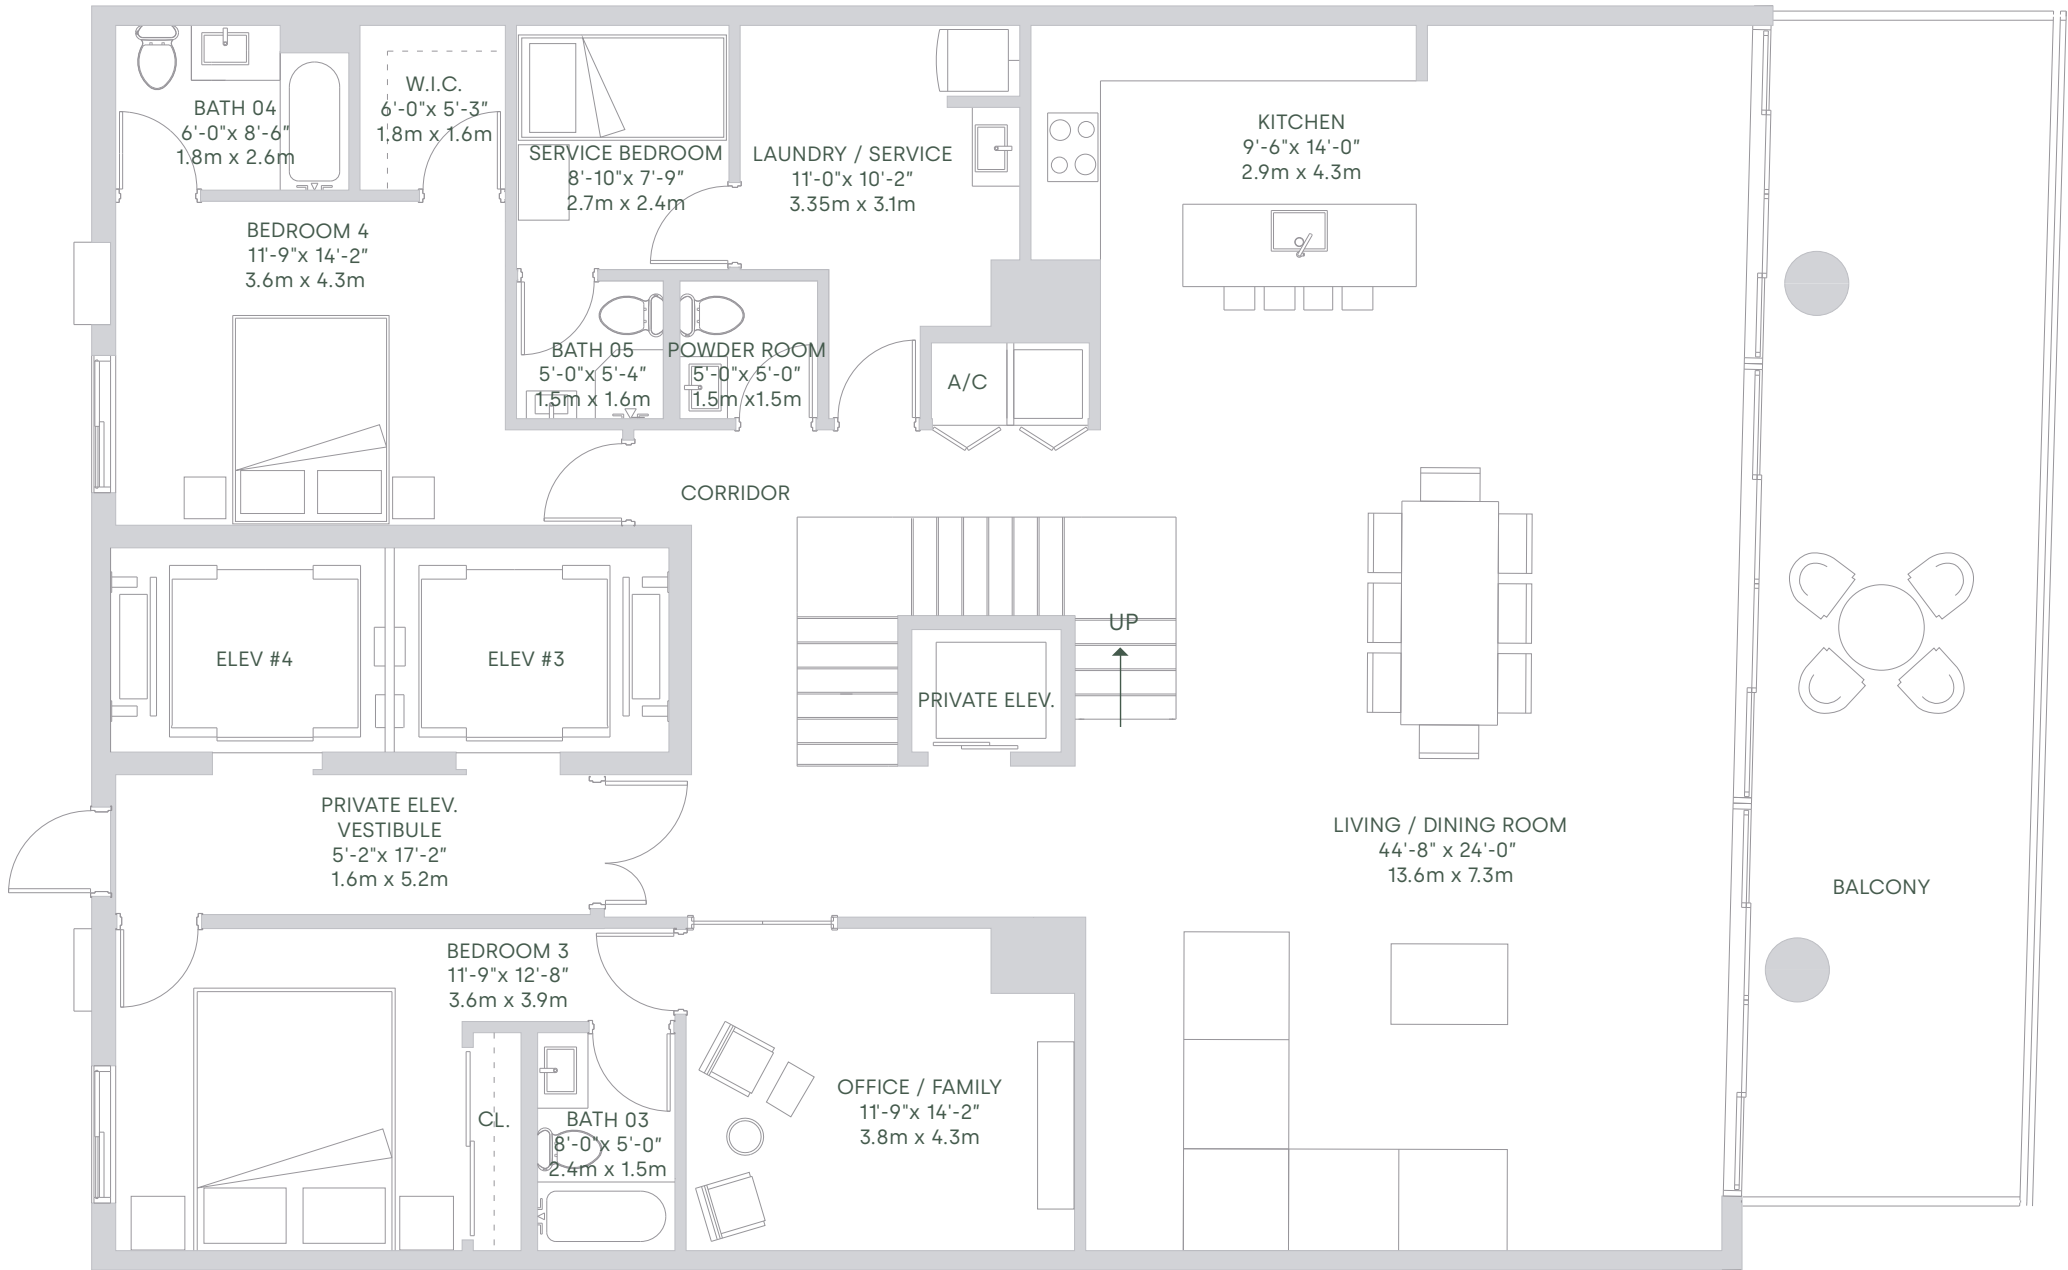 BATH 04
6'-0"x 8'-6"
1.8m x 2.6m
W.I.C.
6'-0"x 5'-3"
1.8m x 1.6m
SERVICE BEDROOM
8'-10"x 7'-9"
2.7m x 2.4m
LAUNDRY / SERVICE
11'-0"x 10'-2"
3.35m x 3.1m
KITCHEN
9'-6"x 14'-0"
2.9m x 4.3m
BEDROOM 4
11'-9"x 14'-2"
3.6m x 4.3m
BATH 05
5'-0"x 5'-4"
1.5m x 1.6m
POWDER ROOM
5'-0"x 5'-0"
1.5m x1.5m
A/C
CORRIDOR
ELEV #4
ELEV #3
UP
PRIVATE ELEV.
PRIVATE ELEV.
VESTIBULE
5'-2"x 17'-2"
1.6m x 5.2m
LIVING / DINING ROOM
44'-8" x 24'-0"
13.6m x 7.3m
BALCONY
BEDROOM 3
11'-9"x 12'-8"
3.6m x 3.9m
CL.
BATH 03
8'-0"x 5'-0"
2.4m x 1.5m
OFFICE / FAMILY
11'-9"x 14'-2"
3.8m x 4.3m